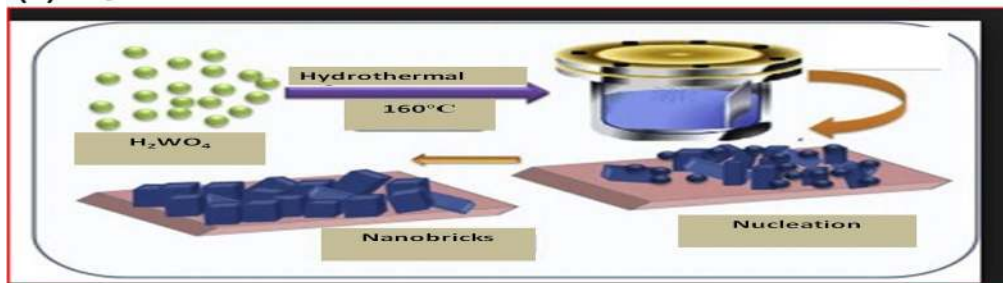 Hydrothermal
160°C
H₂WO₄
Nucleation
Nanobricks